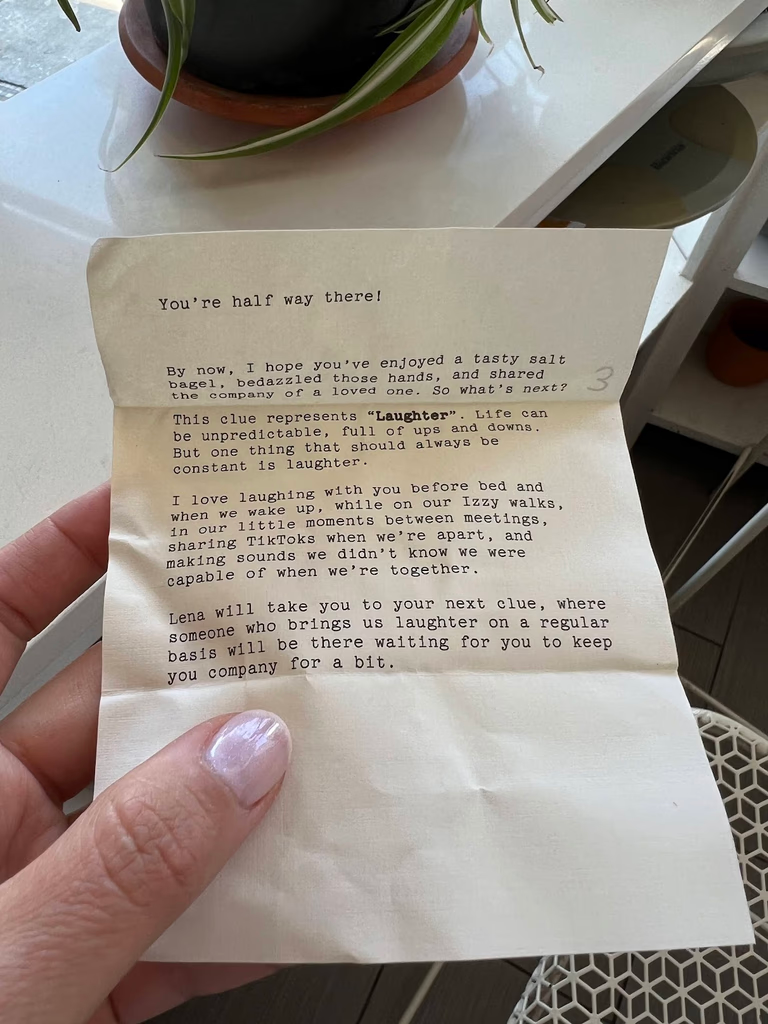 You're half way there!
By now, I hope you've enjoyed a tasty salt
bagel, bedazzled those hands, and shared
the company of a loved one. So what's next?
3
This clue represents “Laughter”. Life can
be unpredictable, full of ups and downs.
But one thing that should always be
constant is laughter.
I love laughing with you before bed and
when we wake up, while on our Izzy walks,
in our little moments between meetings,
sharing TikToks when we're apart, and
making sounds we didn't know we were
capable of when we're together.
Lena will take you to your next clue, where
someone who brings us laughter on a regular
basis will be there waiting for you to keep
you company for a bit.